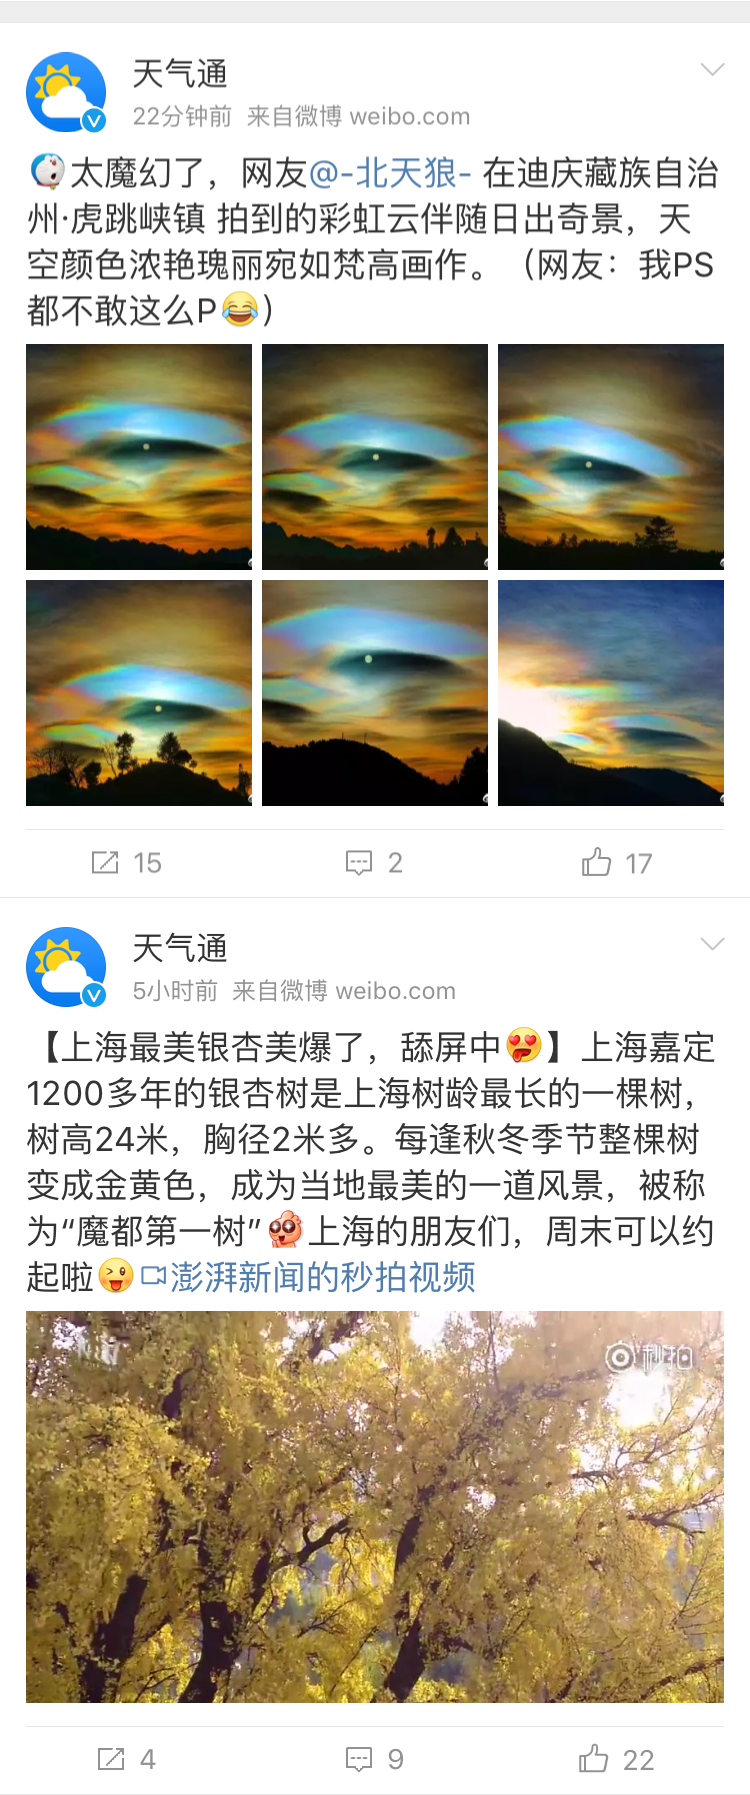 天气通
22分钟前 来自微博 weibo.com
太魔幻了，网友@-北天狼- 在迪庆藏族自治
州·虎跳峡镇 拍到的彩虹云伴随日出奇景，天
空颜色浓艳瑰丽宛如梵高画作。（网友：我PS
都不敢这么P😂）
15
2
17
天气通
5小时前 来自微博 weibo.com
【上海最美银杏美爆了，舔屏中😍】上海嘉定
1200多年的银杏树是上海树龄最长的一棵树，
树高24米，胸径2米多。每逢秋冬季节整棵树
变成金黄色，成为当地最美的一道风景，被称
为“魔都第一树”上海的朋友们，周末可以约
起啦😜澎湃新闻的秒拍视频
秒拍
4
9
22